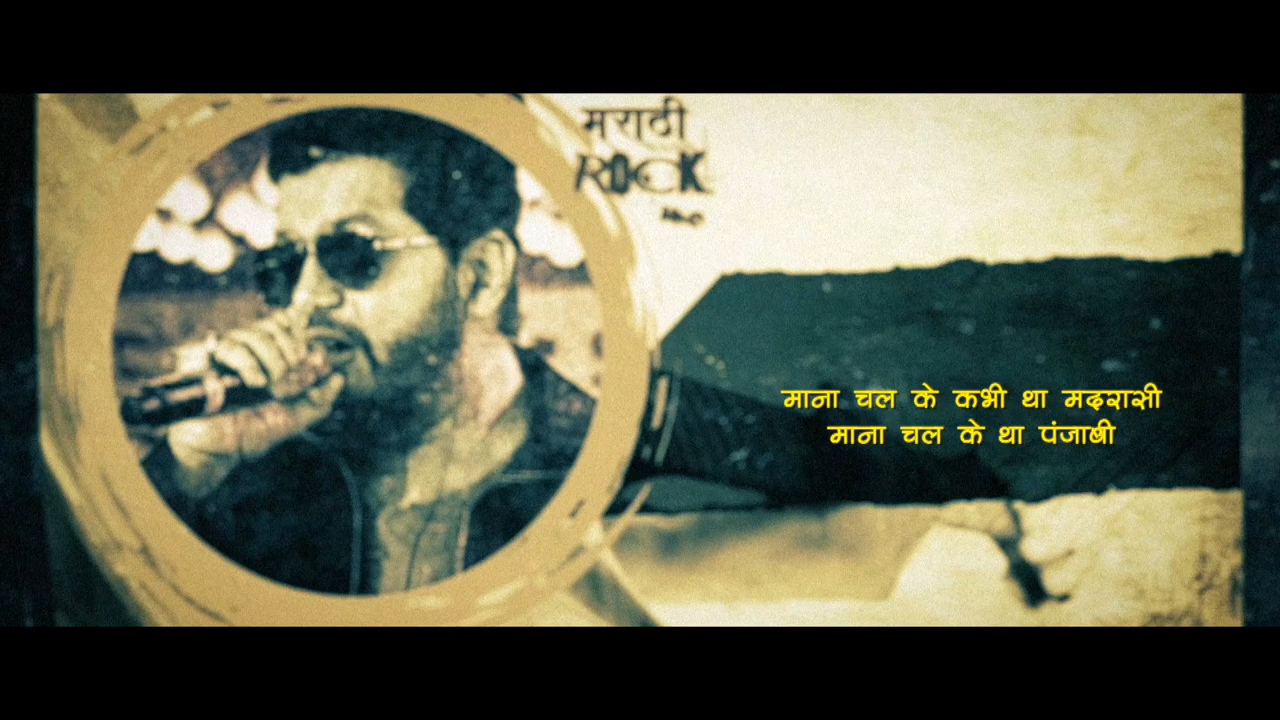 मराठी
ROCK
माना चल के कभी था मदरासी
माना चल के था पंजाबी